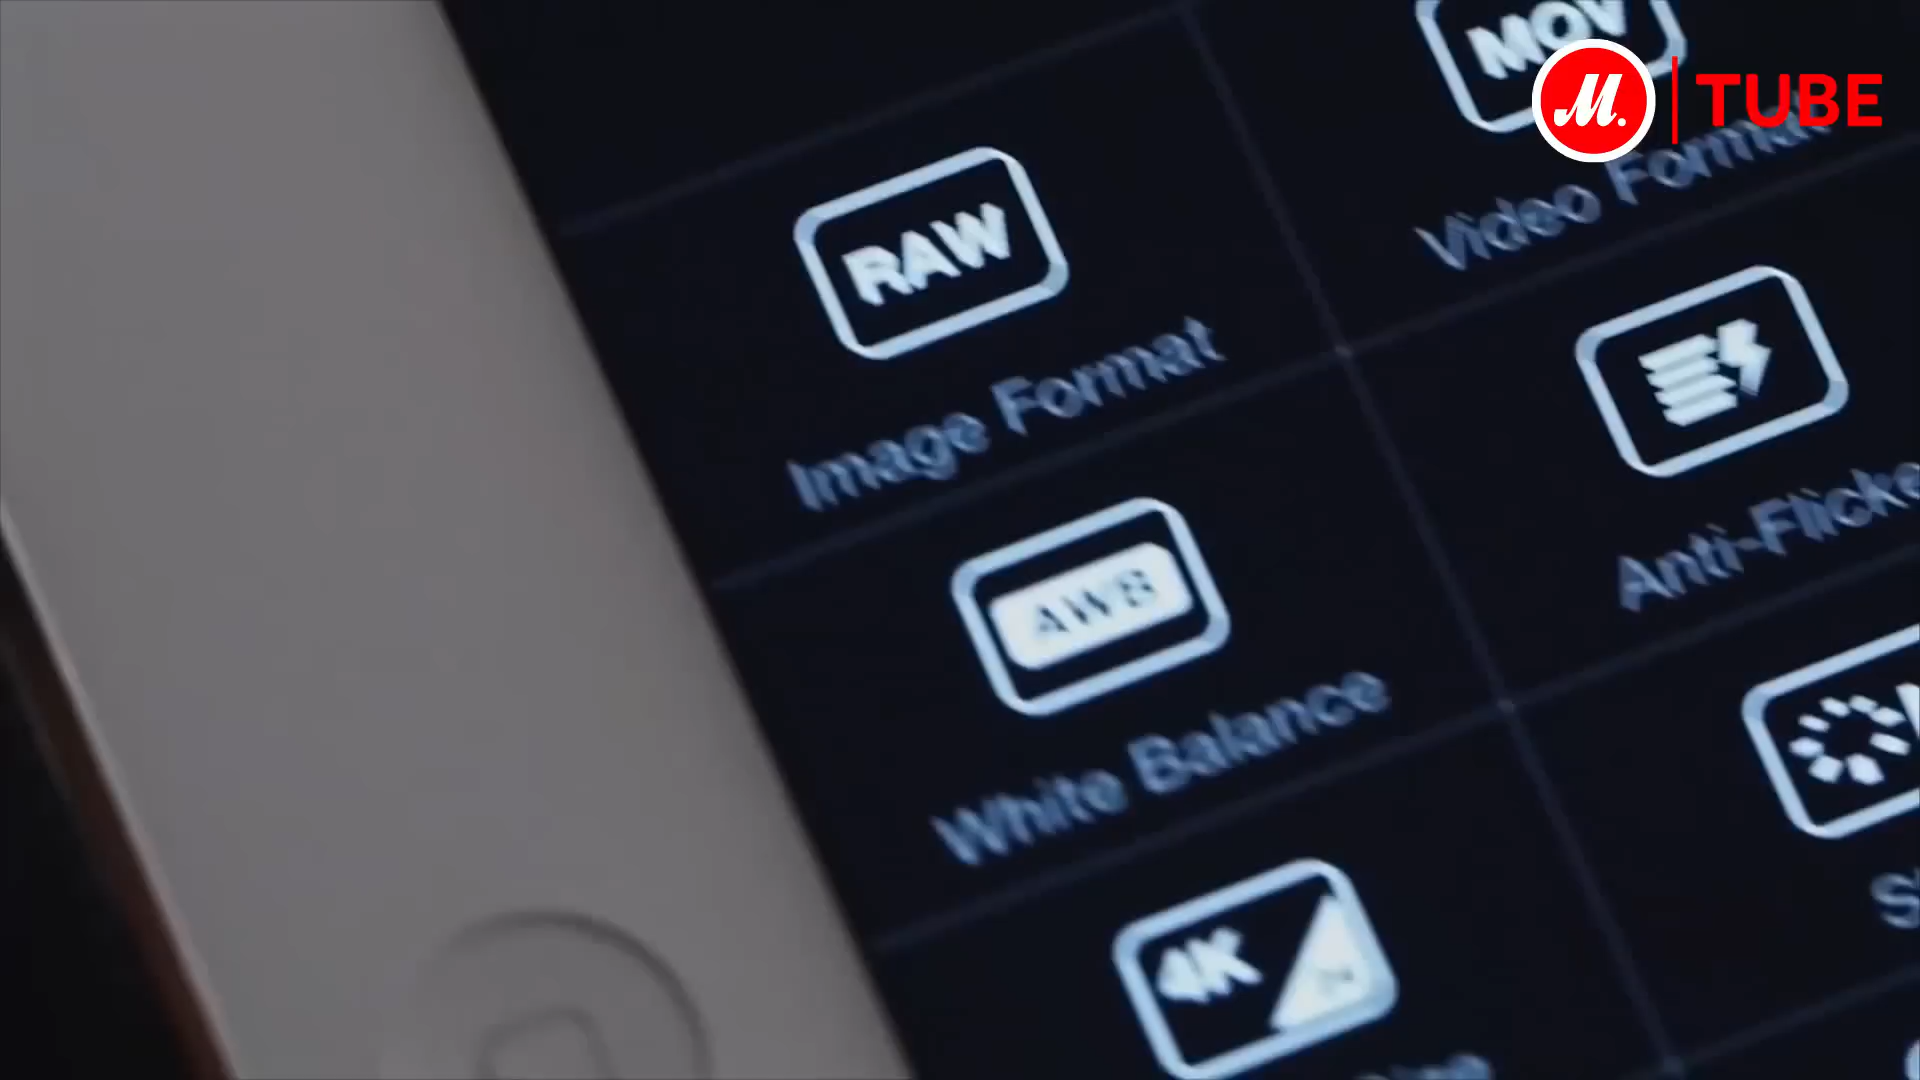 MOV
M. TUBE
Video Format
RAW
Image Format
Anti-Flicke
AWB
White Balance
4K